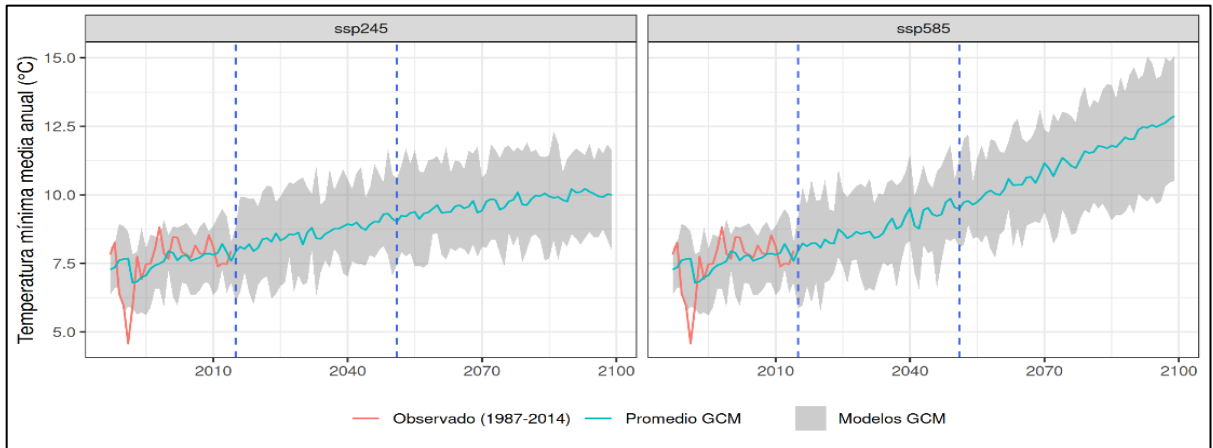 ssp245 ssp585
Temperatura mínima media anual (°C)
15.0
12.5
10.0
7.5
5.0
2010 2040 2070 2100 2010 2040 2070 2100
Observado (1987-2014) Promedio GCM Modelos GCM